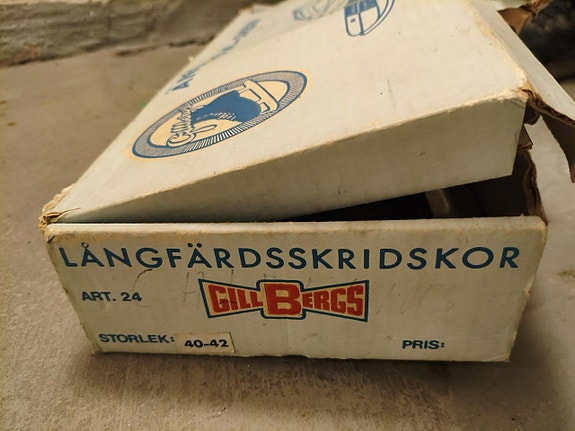 LÅNGFÄRDSSKRIDSKOR
ART. 24
GILLBERGS
STORLEK: 40-42
PRIS: